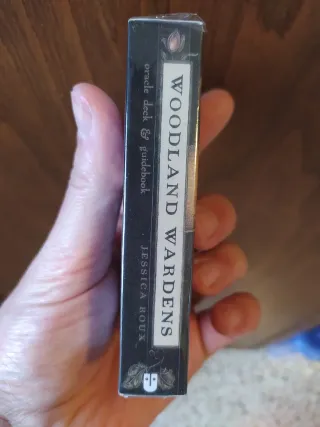 WOODLAND WARDENS
oracle deck & guidebook
JESSICA ROUX